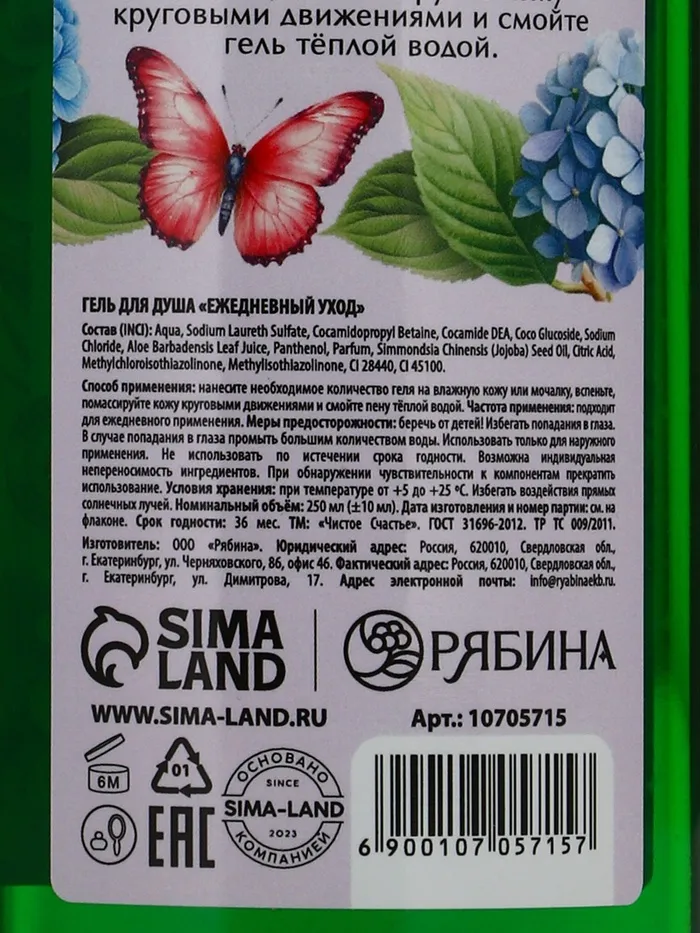 круговыми движениями и смойте
гель тёплой водой.
ГЕЛЬ ДЛЯ ДУША «ЕЖЕДНЕВНЫЙ УХОД»
Состав (INCI): Aqua, Sodium Laureth Sulfate, Cocamidopropyl Betaine, Cocamide DEA, Coco Glucoside, Sodium
Chloride, Aloe Barbadensis Leaf Juice, Panthenol, Parfum, Simmondsia Chinensis (Jojoba) Seed Oil, Citric Acid,
Methylchloroisothiazolinone, Methylisothiazolinone, CI 28440, CI 45100.
Способ применения: нанесите необходимое количество геля на влажную кожу или мочалку, вспеньте,
помассируйте кожу круговыми движениями и смойте пену тёплой водой. Частота применения: подходит
для ежедневного применения. Меры предосторожности: беречь от детей! Избегать попадания в глаза.
В случае попадания в глаза промыть большим количеством воды. Использовать только для наружного
применения. Не использовать по истечении срока годности. Возможна индивидуальная
непереносимость ингредиентов. При обнаружении чувствительности к компонентам прекратить
использование. Условия хранения: при температуре от +5 до +25 °C. Избегать воздействия прямых
солнечных лучей. Номинальный объём: 250 мл (±10 мл). Дата изготовления и номер партии: см. на
флаконе. Срок годности: 36 мес. ТМ: «Чистое Счастье». ГОСТ 31696-2012. ТР ТС 009/2011.
Изготовитель: ООО «Рябина». Юридический адрес: Россия, 620010, Свердловская обл.,
г. Екатеринбург, ул. Черняховского, 86, офис 46. Фактический адрес: Россия, 620010, Свердловская обл.,
г. Екатеринбург, ул. Димитрова, 17. Адрес электронной почты: info@ryabinaekb.ru.
SIMA
LAND
РЯБИНА
WWW.SIMA-LAND.RU
Арт.: 10705715
6M
01
EAC
ОСНОВАНО
SINCE
SIMA-LAND
2023
КОМПАНИЕЙ
6 900107 057157